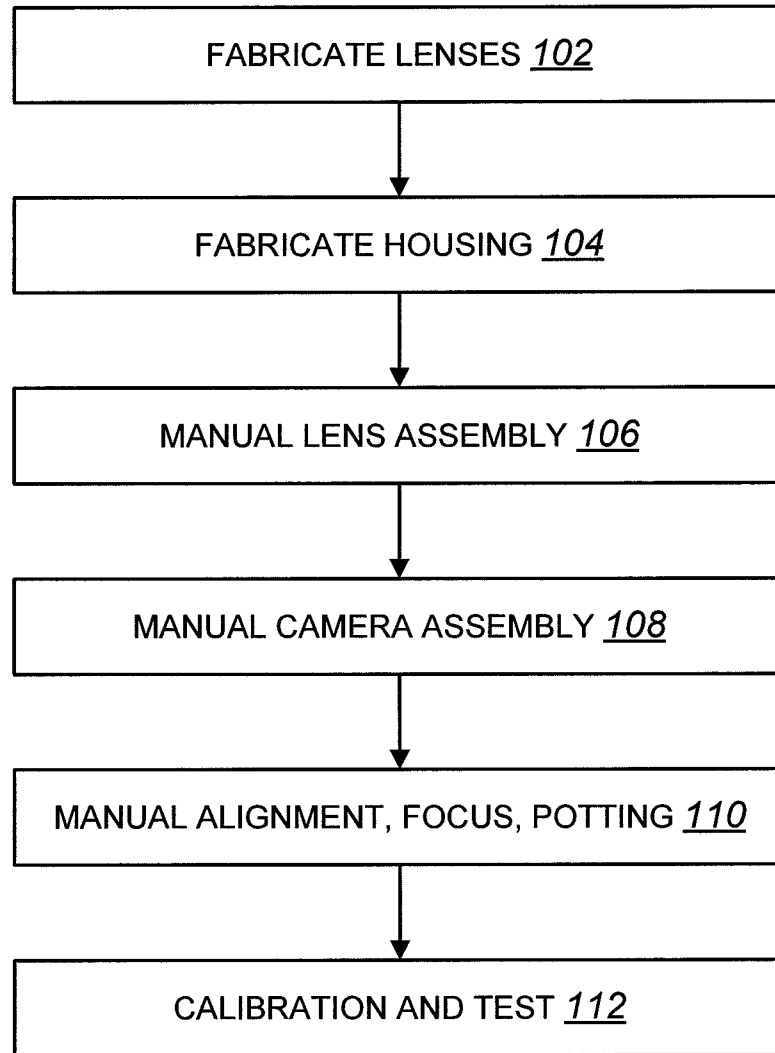 FABRICATE LENSES 102
FABRICATE HOUSING 104
MANUAL LENS ASSEMBLY 106
MANUAL CAMERA ASSEMBLY 108
MANUAL ALIGNMENT, FOCUS, POTTING 110
CALIBRATION AND TEST 112